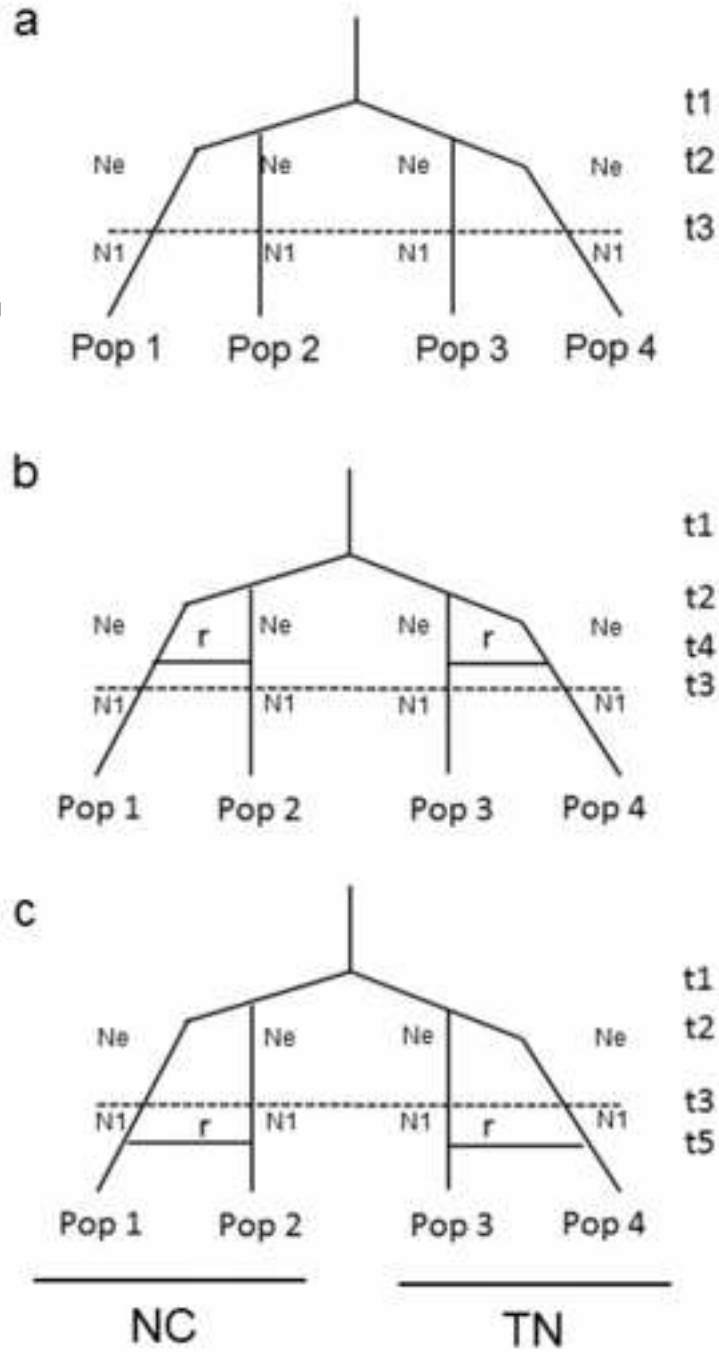 a
t1
Ne Ne Ne Ne t2
t3
N1 N1 N1 N1
Pop 1 Pop 2 Pop 3 Pop 4
b
t1
t2
Ne Ne Ne Ne
r r t4
t3
N1 N1 N1 N1
Pop 1 Pop 2 Pop 3 Pop 4
c
t1
Ne Ne Ne Ne t2
t3
N1 r N1 N1 r N1
t5
Pop 1 Pop 2 Pop 3 Pop 4
NC TN